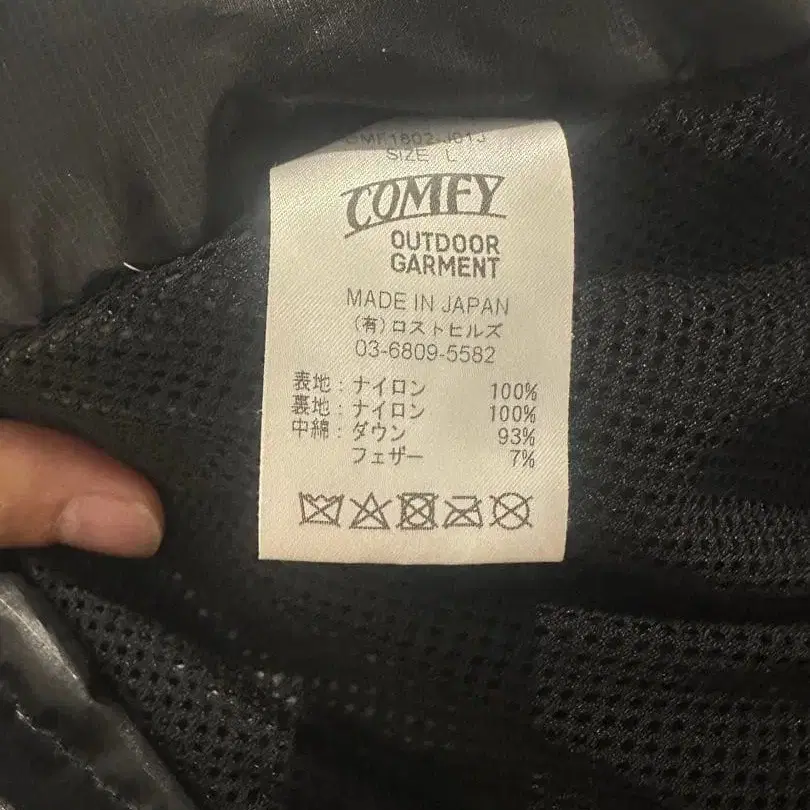 SIZE L
COMFY
OUTDOOR
GARMENT
MADE IN JAPAN
(有)ロストヒルズ
03-6809-5582
表地:ナイロン 100%
裏地:ナイロン 100%
中綿:ダウン 93%
フェザー 7%